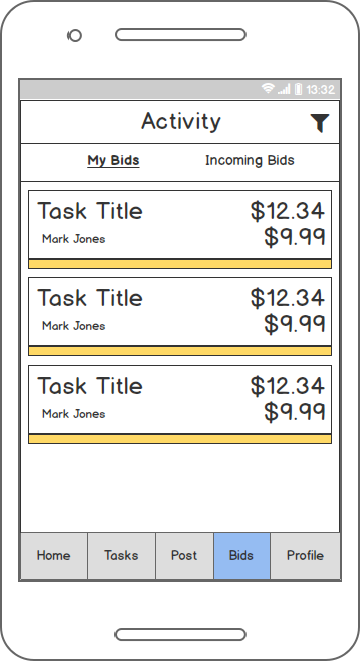 13:32
Activity
My Bids Incoming Bids
Task Title $12.34
Mark Jones $9.99
Task Title $12.34
Mark Jones $9.99
Task Title $12.34
Mark Jones $9.99
Home Tasks Post Bids Profile